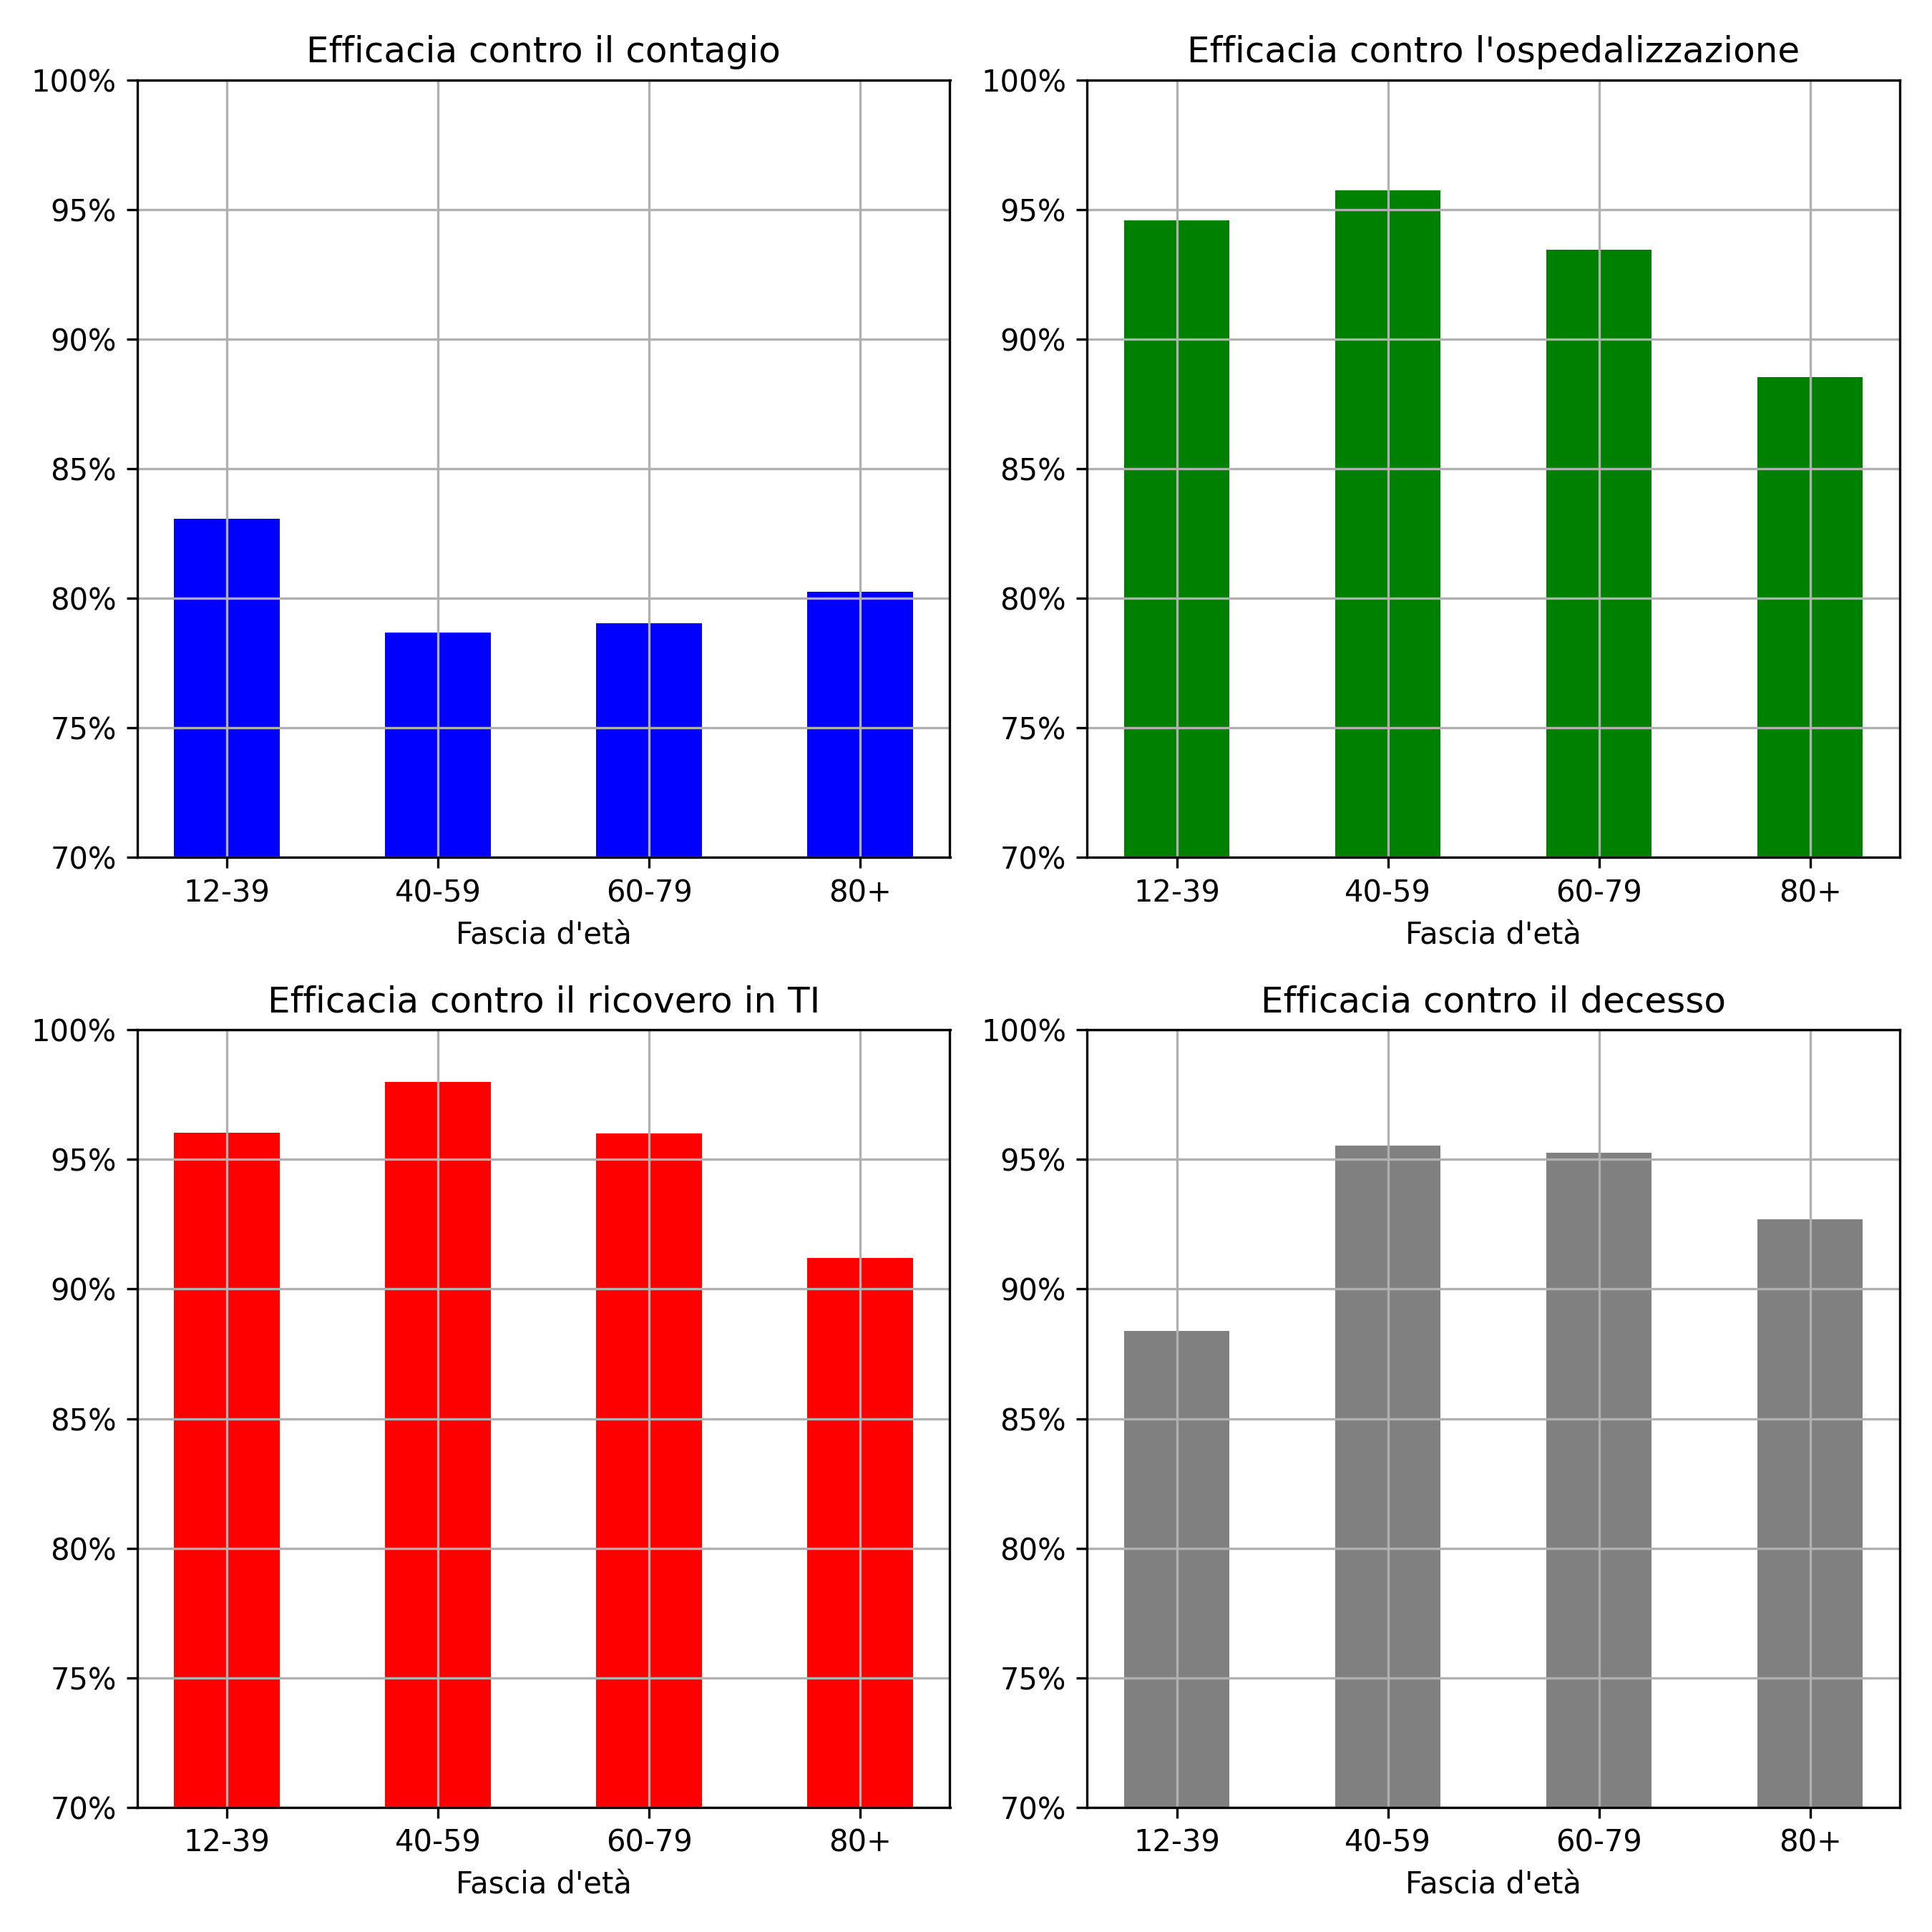 Efficacia contro il contagio
100%
95%
90%
85%
80%
75%
70%
12-39 40-59 60-79 80+
Fascia d'età
Efficacia contro l'ospedalizzazione
100%
95%
90%
85%
80%
75%
70%
12-39 40-59 60-79 80+
Fascia d'età
Efficacia contro il ricovero in TI
100%
95%
90%
85%
80%
75%
70%
12-39 40-59 60-79 80+
Fascia d'età
Efficacia contro il decesso
100%
95%
90%
85%
80%
75%
70%
12-39 40-59 60-79 80+
Fascia d'età